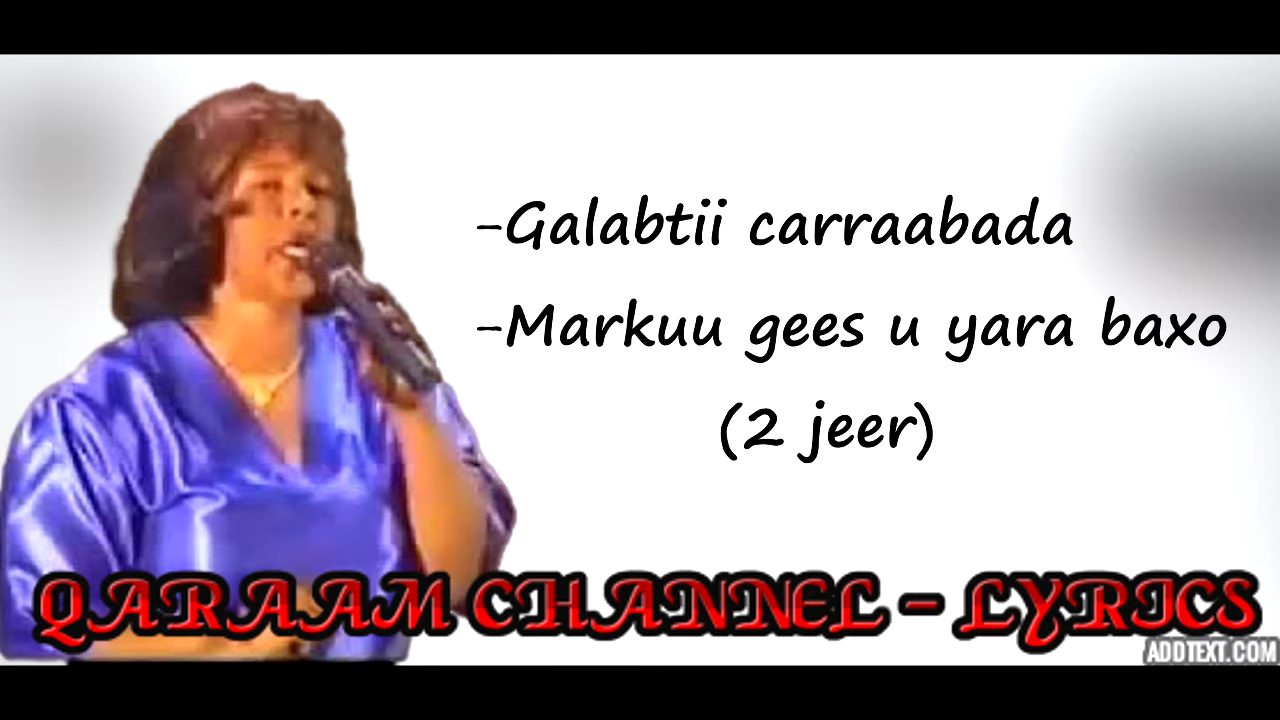 -Galabtii carraabada
-Markuu gees u yara baxo
(2 jeer)
QARAAM CHANNEL - LYRICS
ADDTEXT.COM